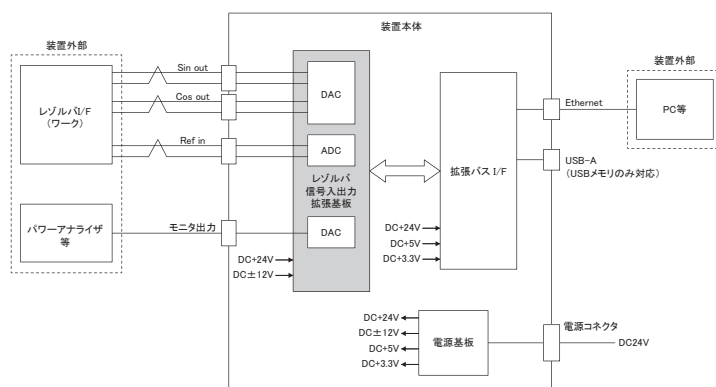 装置本体
装置外部
レゾルバI/F
(ワーク)
Sin out
Cos out
Ref in
パワーアナライザ
等
モニタ出力
DAC
ADC
レゾルバ
信号入出力
拡張基板
DAC
DC+24V
DC±12V
拡張バス I/F
DC+24V
DC+5V
DC+3.3V
Ethernet
USB-A
(USBメモリのみ対応)
装置外部
PC等
DC+24V
DC±12V
DC+5V
DC+3.3V
電源基板
電源コネクタ
DC24V